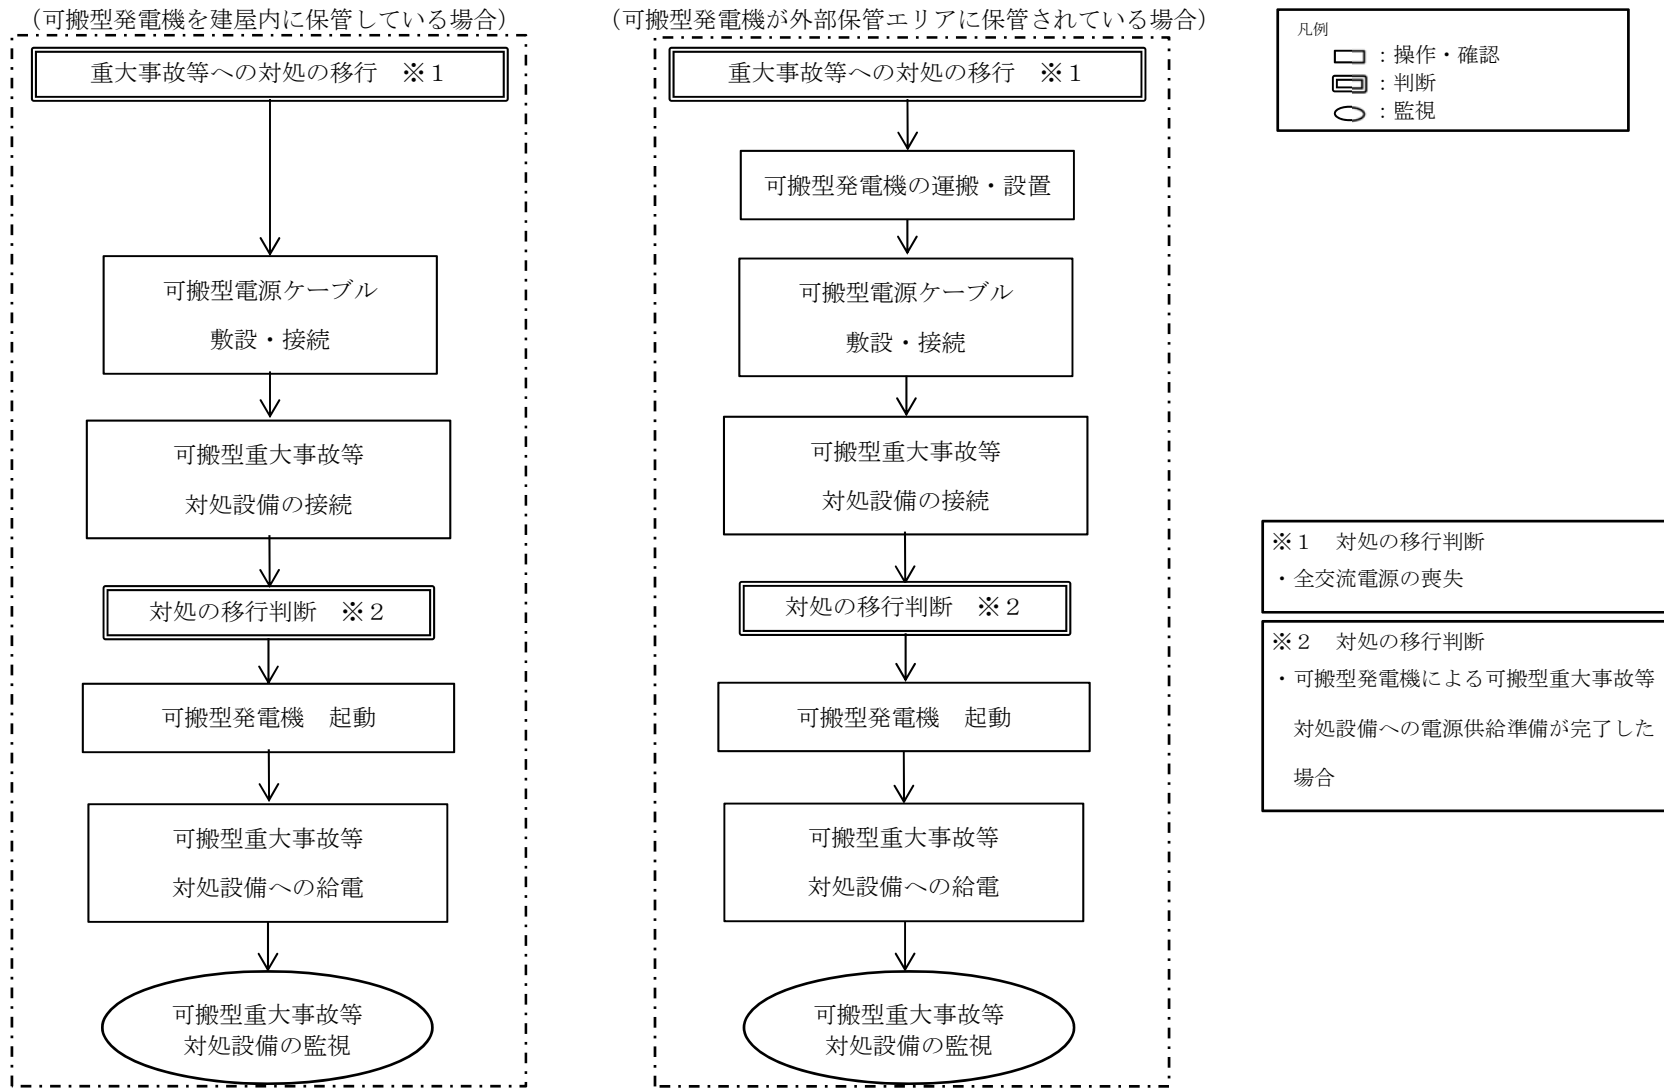 （可搬型発電機を建屋内に保管している場合）
重大事故等への対処の移行　※１
可搬型電源ケーブル
敷設・接続
可搬型重大事故等
対処設備の接続
対処の移行判断　※２
可搬型発電機　起動
可搬型重大事故等
対処設備への給電
可搬型重大事故等
対処設備の監視
（可搬型発電機が外部保管エリアに保管されている場合）
重大事故等への対処の移行　※１
可搬型発電機の運搬・設置
可搬型電源ケーブル
敷設・接続
可搬型重大事故等
対処設備の接続
対処の移行判断　※２
可搬型発電機　起動
可搬型重大事故等
対処設備への給電
可搬型重大事故等
対処設備の監視
凡例
：操作・確認
：判断
：監視
※１　対処の移行判断
・全交流電源の喪失
※２　対処の移行判断
・可搬型発電機による可搬型重大事故等
対処設備への電源供給準備が完了した
場合